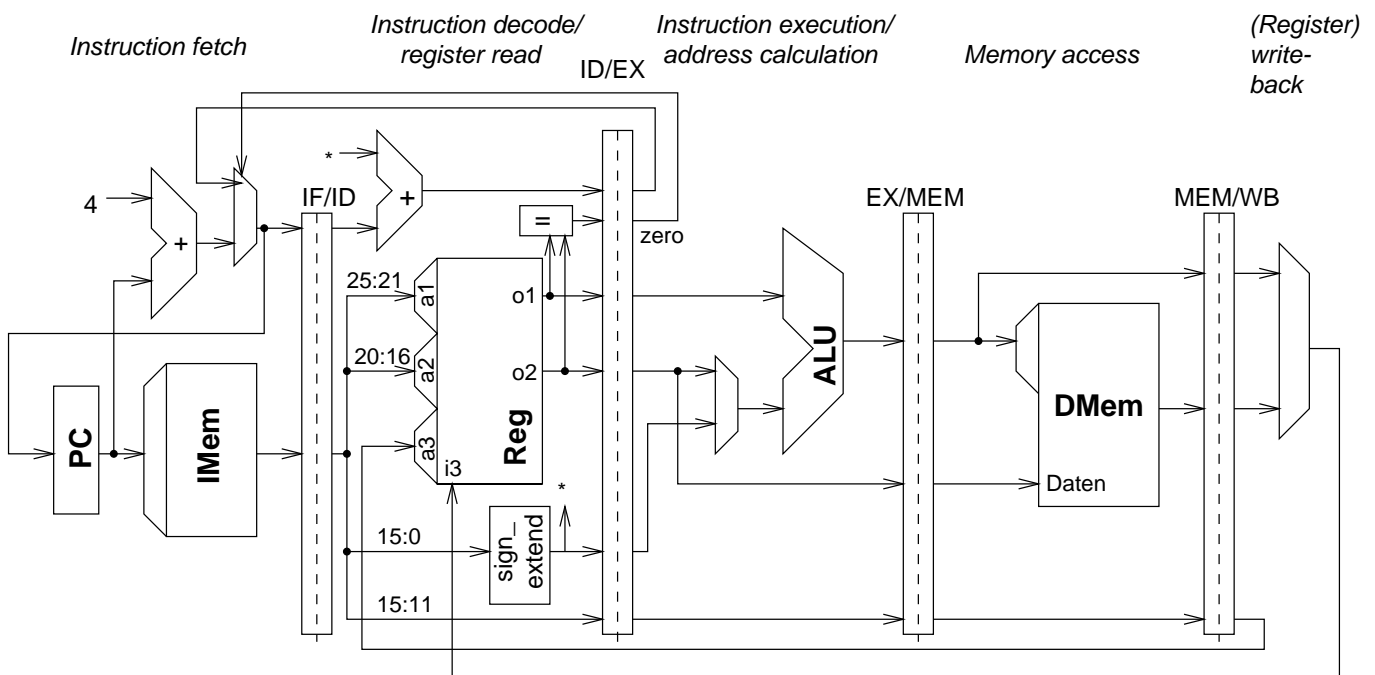 Instruction fetch
Instruction decode/
register read
Instruction execution/
address calculation
Memory access
(Register)
write-
back
ID/EX
IF/ID
EX/MEM
MEM/WB
4
+
*
+
=
zero
25:21
a1
o1
20:16
a2
o2
a3
i3
Reg
PC
IMem
ALU
DMem
Daten
*
15:0
sign_
extend
15:11